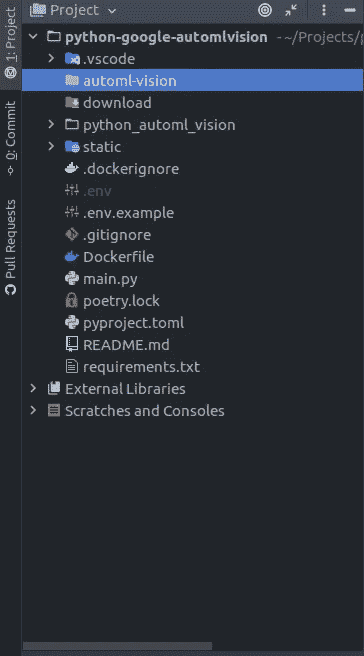 Project
1: Project
0: Commit
Pull Requests
python-google-automlvision ~/Projects/
.vscode
automl-vision
download
python_automl_vision
static
.dockerignore
.env
.env.example
.gitignore
Dockerfile
main.py
poetry.lock
pyproject.toml
README.md
requirements.txt
External Libraries
Scratches and Consoles